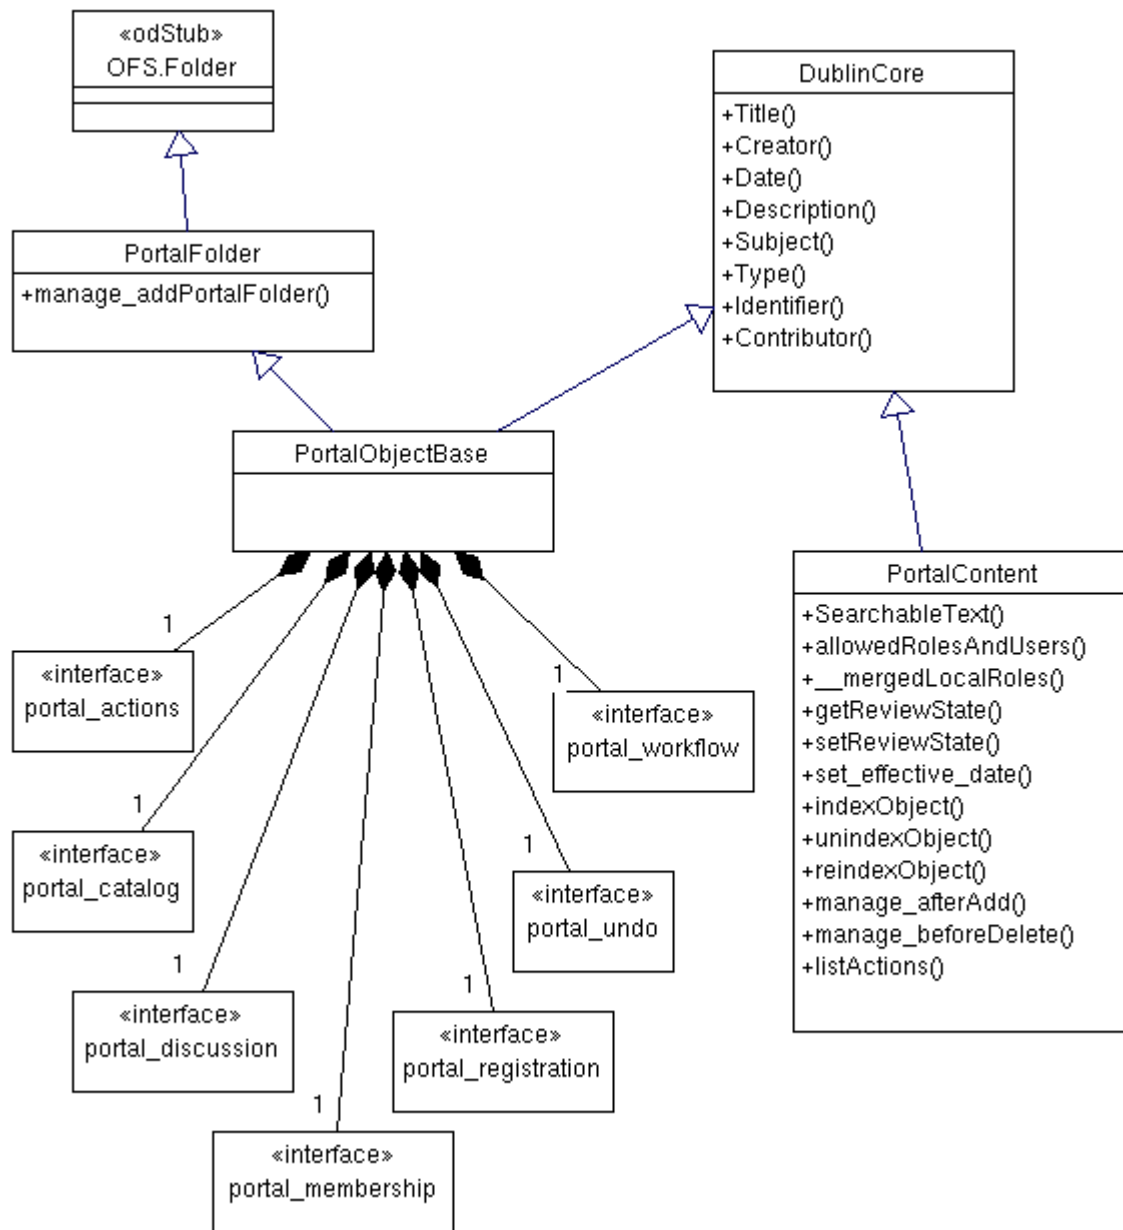 «odStub»
OFS.Folder
DublinCore
+Title()
+Creator()
+Date()
+Description()
+Subject()
+Type()
+Identifier()
+Contributor()
PortalFolder
+manage_addPortalFolder()
PortalObjectBase
PortalContent
+SearchableText()
+allowedRolesAndUsers()
+__mergedLocalRoles()
+getReviewState()
+setReviewState()
+set_effective_date()
+indexObject()
+unindexObject()
+reindexObject()
+manage_afterAdd()
+manage_beforeDelete()
+listActions()
1
«interface»
portal_actions
1
«interface»
portal_workflow
1
«interface»
portal_catalog
1
«interface»
portal_undo
1
«interface»
portal_discussion
1
«interface»
portal_registration
1
«interface»
portal_membership